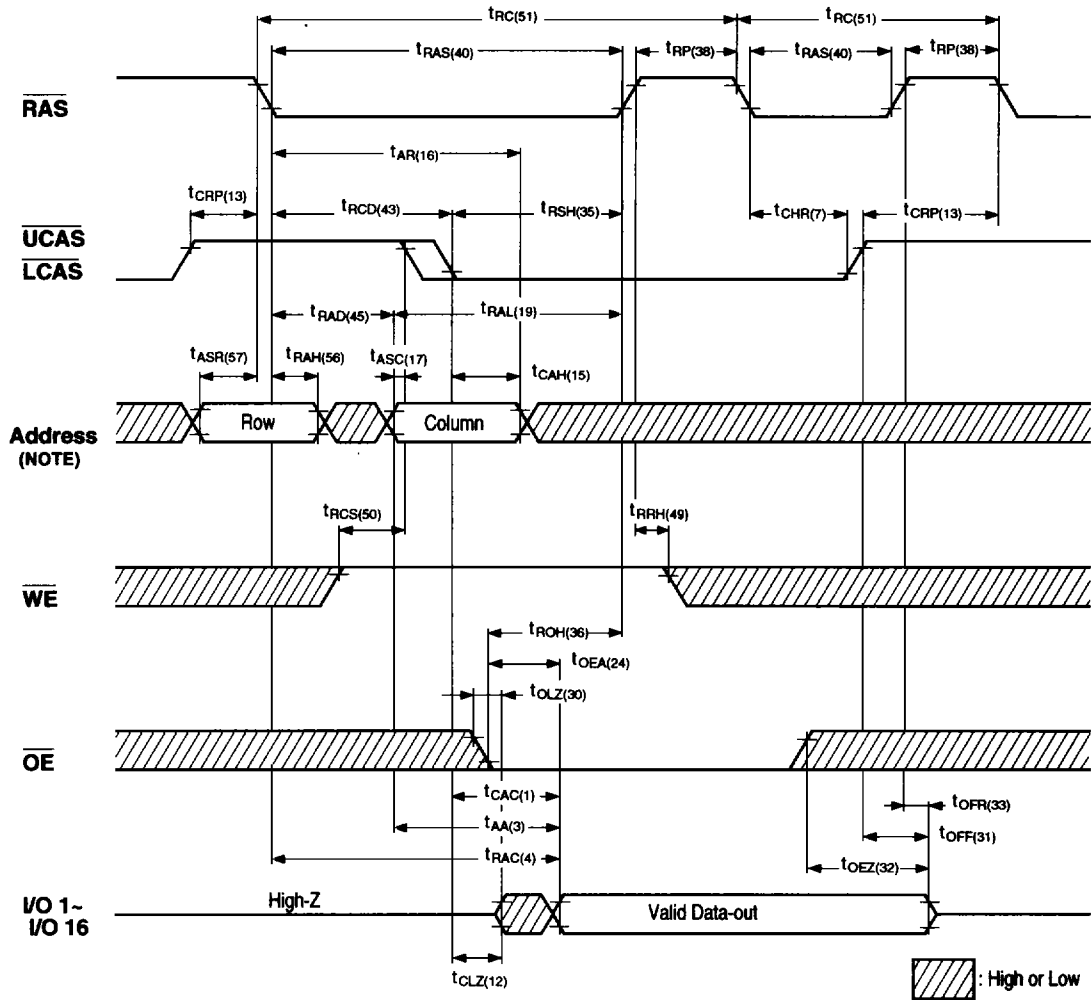 tRC(51) tRC(51)
tRAS(40) tRP(38) tRAS(40) tRP(38)
RAS
tAR(16)
tCRP(13) tRCD(43) tRSH(35) tCHR(7) tCRP(13)
UCAS
LCAS
tRAD(45) tRAL(19)
tASR(57) tRAH(56) tASC(17) tCAH(15)
Row Column
Address
(NOTE)
tRCS(50) tRRH(49)
WE
tROH(36)
tOEA(24)
tOLZ(30)
OE
tCAC(1) tOFR(33)
tAA(3) tOFF(31)
tRAC(4) tOEZ(32)
I/O 1~
I/O 16
High-Z Valid Data-out
tCLZ(12)
: High or Low